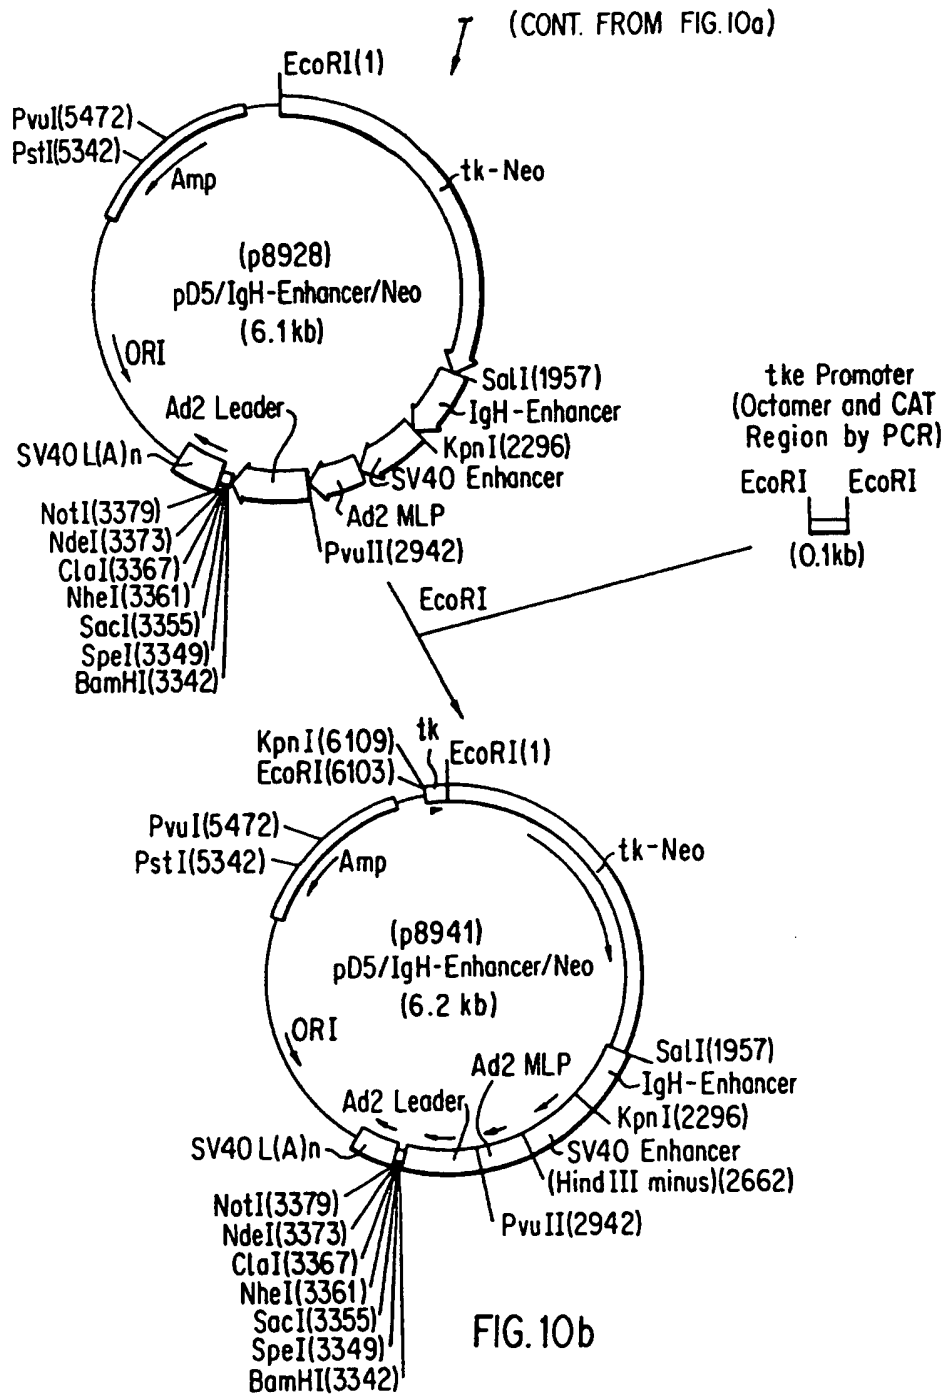 (CONT. FROM FIG.10a)
EcoRI(1)
PvuI(5472)
PstI(5342)
Amp
tk-Neo
(p8928)
pD5/IgH-Enhancer/Neo
(6.1kb)
ORI
Ad2 Leader
SalI(1957)
IgH-Enhancer
KpnI(2296)
SV40 Enhancer
SV40 L(A)n
Ad2 MLP
PvuII(2942)
NotI(3379)
NdeI(3373)
ClaI(3367)
NheI(3361)
SacI(3355)
SpeI(3349)
BamHI(3342)
tke Promoter
(Octamer and CAT
Region by PCR)
EcoRI EcoRI
(0.1kb)
EcoRI
tk
KpnI(6109)
EcoRI(6103)
EcoRI(1)
PvuI(5472)
PstI(5342)
Amp
tk-Neo
(p8941)
pD5/IgH-Enhancer/Neo
(6.2 kb)
ORI
Ad2 MLP
Ad2 Leader
SalI(1957)
IgH-Enhancer
KpnI(2296)
SV40 Enhancer
(Hind III minus)(2662)
PvuII(2942)
SV40 L(A)n
NotI(3379)
NdeI(3373)
ClaI(3367)
NheI(3361)
SacI(3355)
SpeI(3349)
BamHI(3342)
FIG. 10b